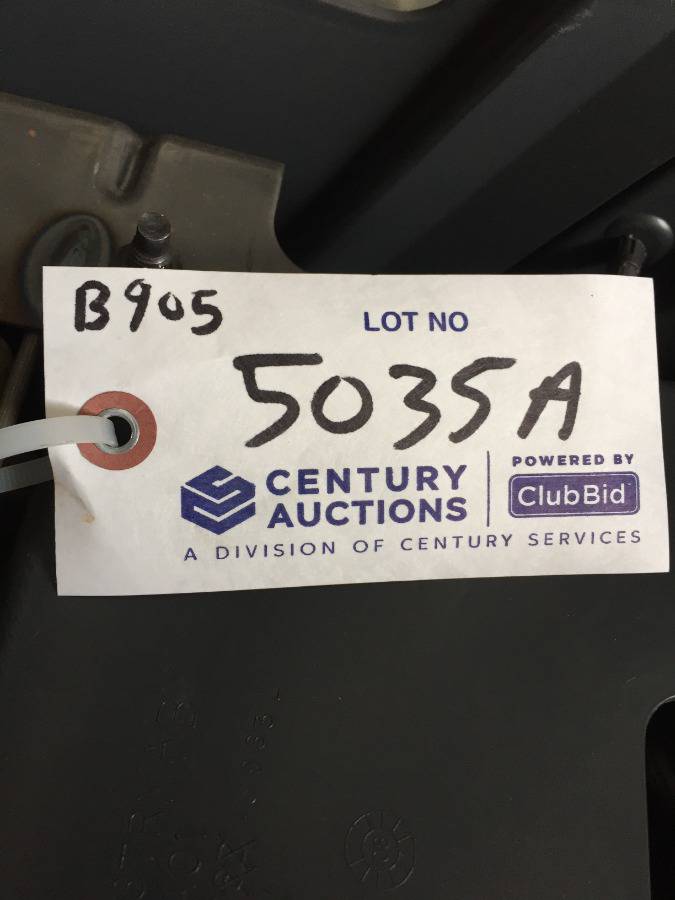 B905
LOT NO
5035A
CENTURY
AUCTIONS
POWERED BY
ClubBid
A DIVISION OF CENTURY SERVICES